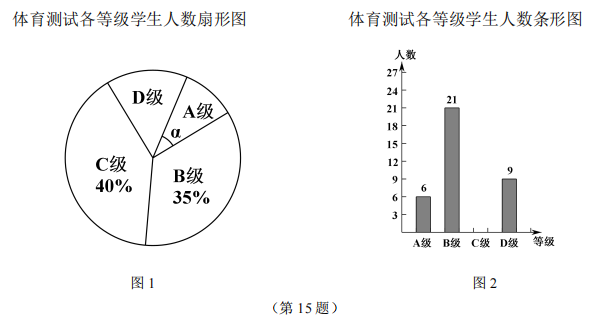 体育测试各等级学生人数扇形图
D级
A级
α
C级
40%
B级
35%
图1
体育测试各等级学生人数条形图
人数
27
24
21
18
15
12
9
6
3
6
21
9
A级 B级 C级 D级 等级
图2
（第15题）